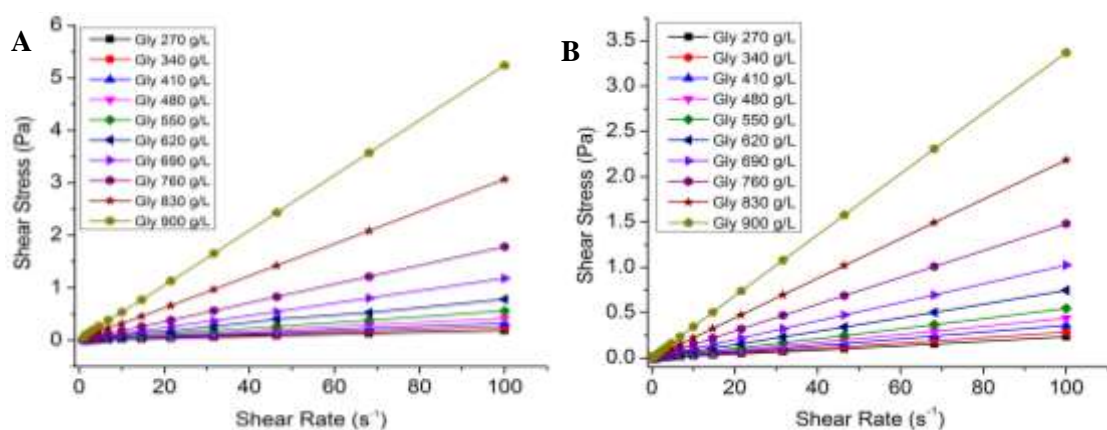 A
Gly 270 g/L
Gly 340 g/L
Gly 410 g/L
Gly 480 g/L
Gly 550 g/L
Gly 620 g/L
Gly 690 g/L
Gly 760 g/L
Gly 830 g/L
Gly 900 g/L
Shear Stress (Pa)
6
5
4
3
2
1
0
0 20 40 60 80 100
Shear Rate (s⁻¹)
B
Gly 270 g/L
Gly 340 g/L
Gly 410 g/L
Gly 480 g/L
Gly 550 g/L
Gly 620 g/L
Gly 690 g/L
Gly 760 g/L
Gly 830 g/L
Gly 900 g/L
Shear Stress (Pa)
3.5
3.0
2.5
2.0
1.5
1.0
0.5
0.0
0 20 40 60 80 100
Shear Rate (s⁻¹)